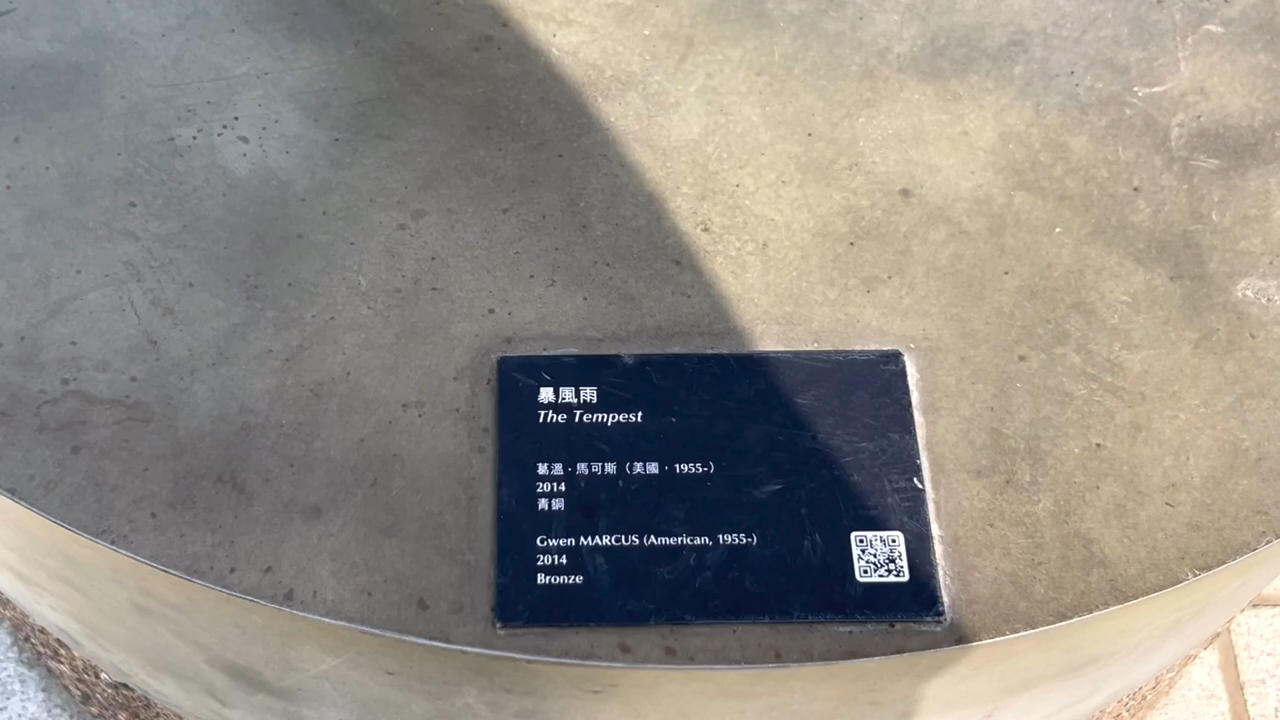 暴風雨
The Tempest
葛溫·馬可斯（美國，1955-）
2014
青銅
Gwen MARCUS (American, 1955-)
2014
Bronze